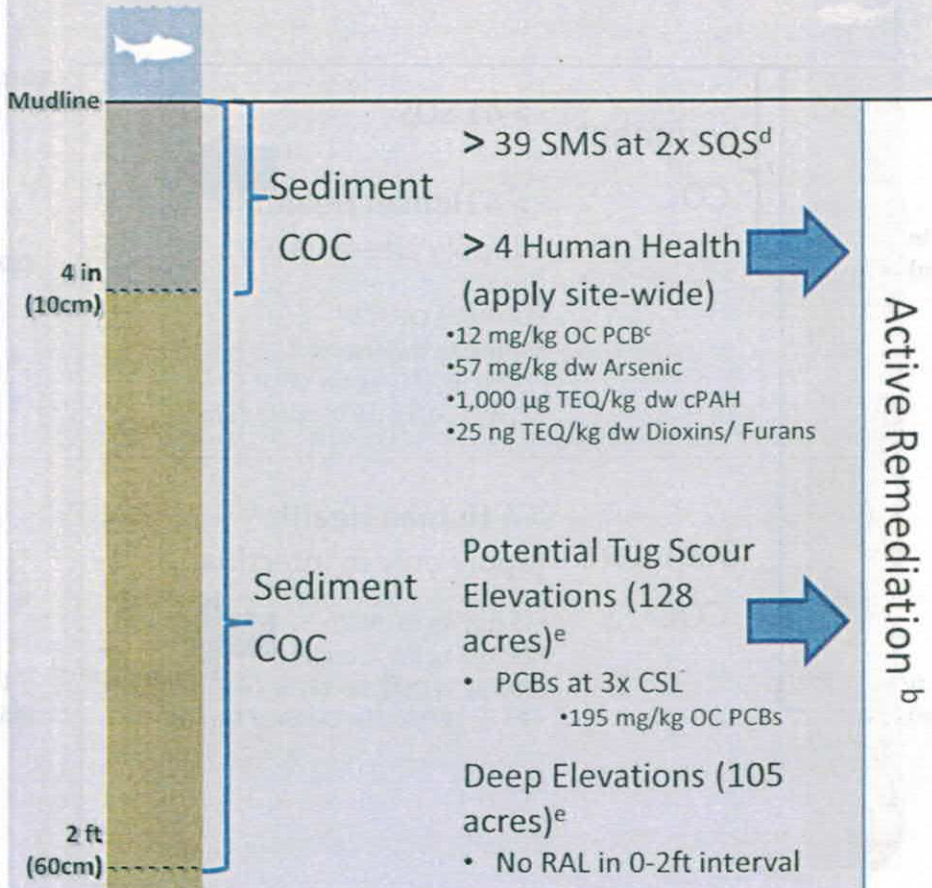 Mudline
4 in
(10cm)
Sediment
COC
> 39 SMS at 2x SQSᵈ
> 4 Human Health
(apply site-wide)
•12 mg/kg OC PCBᶜ
•57 mg/kg dw Arsenic
•1,000 µg TEQ/kg dw cPAH
•25 ng TEQ/kg dw Dioxins/ Furans
Sediment
COC
Potential Tug Scour
Elevations (128
acres)ᵉ
• PCBs at 3x CSL
•195 mg/kg OC PCBs
Deep Elevations (105
acres)ᵉ
• No RAL in 0-2ft interval
2 ft
(60cm)
Active Remediation ᵇ